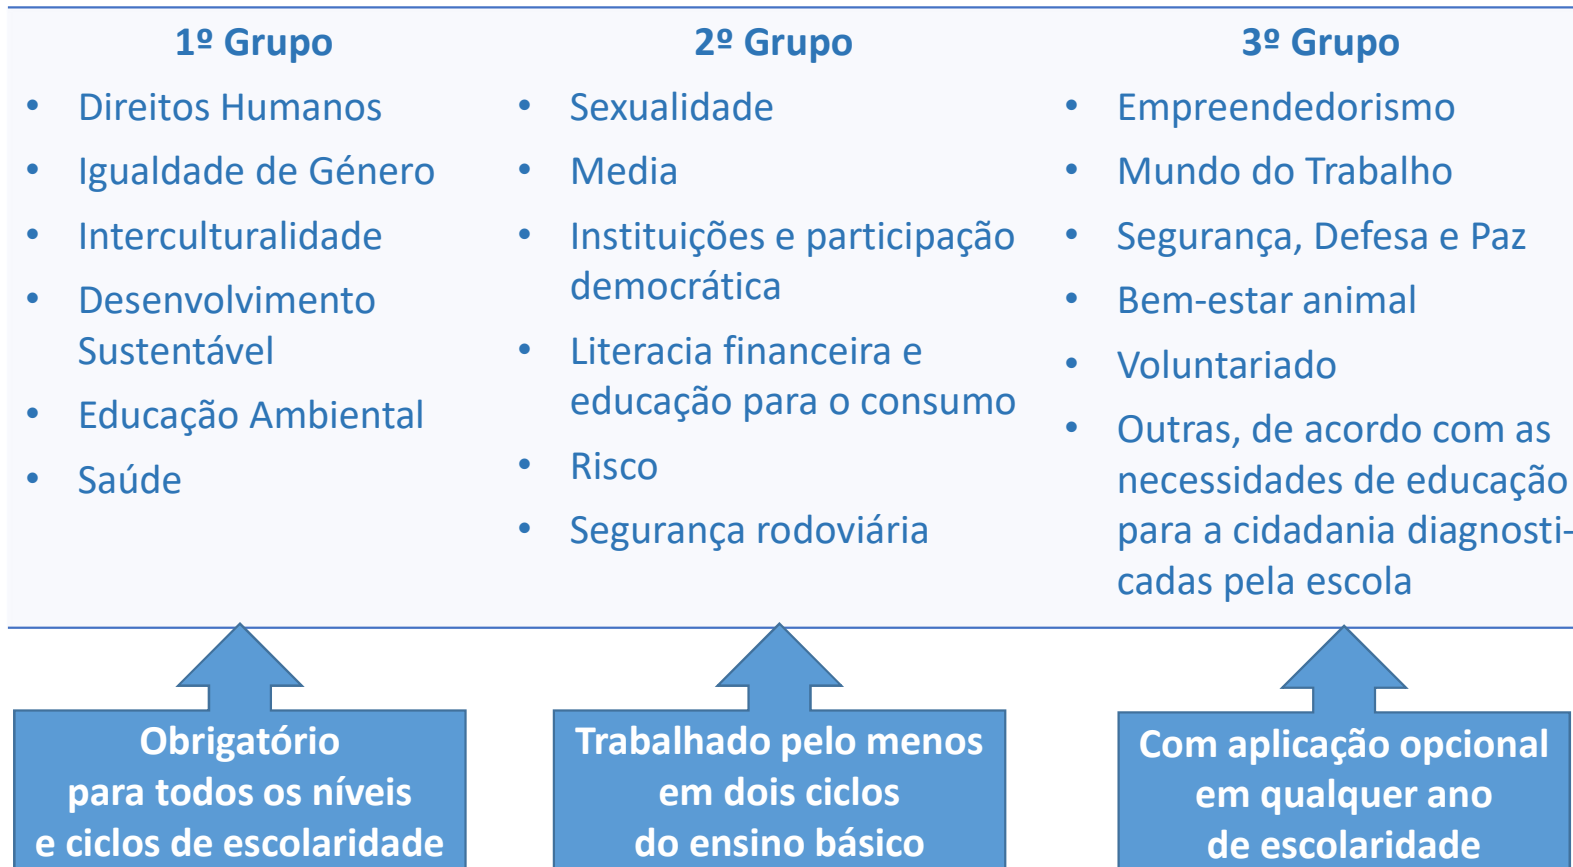 1º Grupo
• Direitos Humanos
• Igualdade de Género
• Interculturalidade
• Desenvolvimento
Sustentável
• Educação Ambiental
• Saúde
2º Grupo
• Sexualidade
• Media
• Instituições e participação
democrática
• Literacia financeira e
educação para o consumo
• Risco
• Segurança rodoviária
3º Grupo
• Empreendedorismo
• Mundo do Trabalho
• Segurança, Defesa e Paz
• Bem-estar animal
• Voluntariado
• Outras, de acordo com as
necessidades de educação
para a cidadania diagnosti-
cadas pela escola
Obrigatório
para todos os níveis
e ciclos de escolaridade
Trabalhado pelo menos
em dois ciclos
do ensino básico
Com aplicação opcional
em qualquer ano
de escolaridade